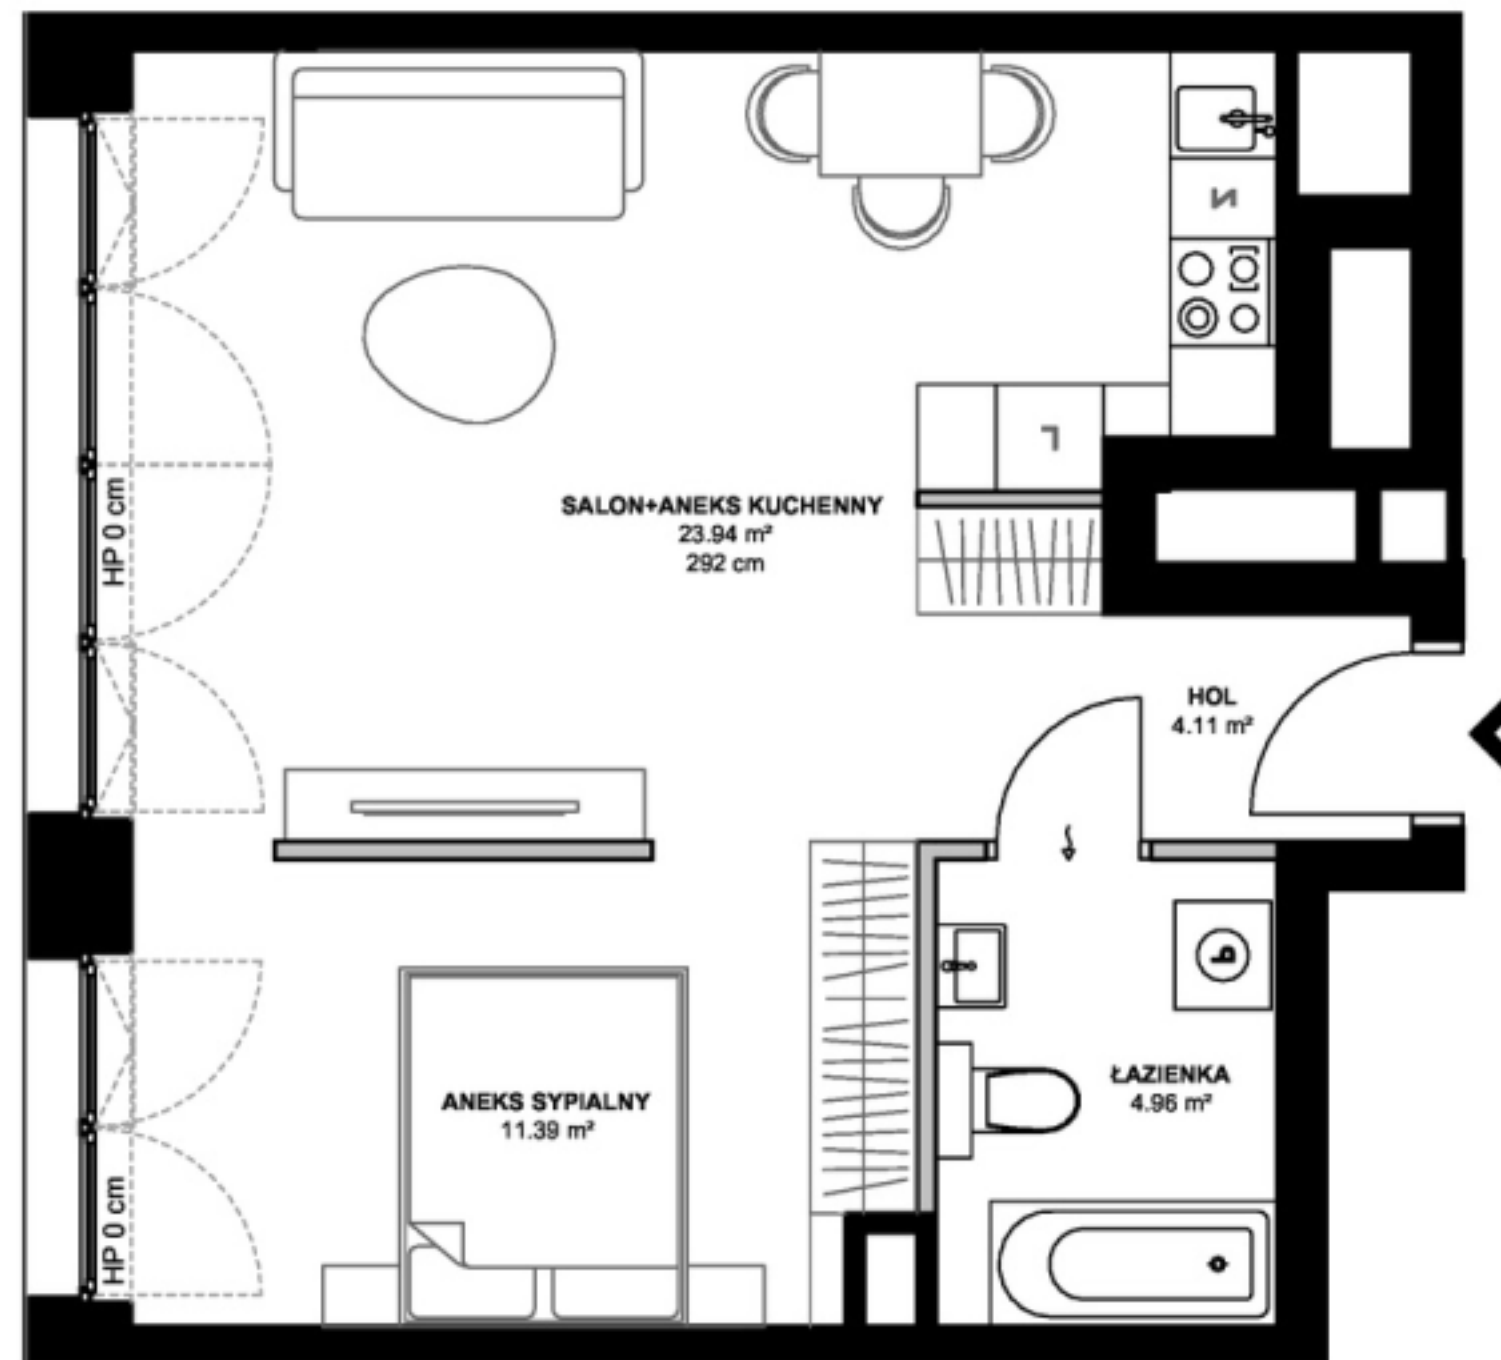 N
L
HP 0 cm
SALON+ANEKS KUCHENNY
23.94 m²
292 cm
HOL
4.11 m²
P
ANEKS SYPIALNY
11.39 m²
ŁAZIENKA
4.96 m²
HP 0 cm